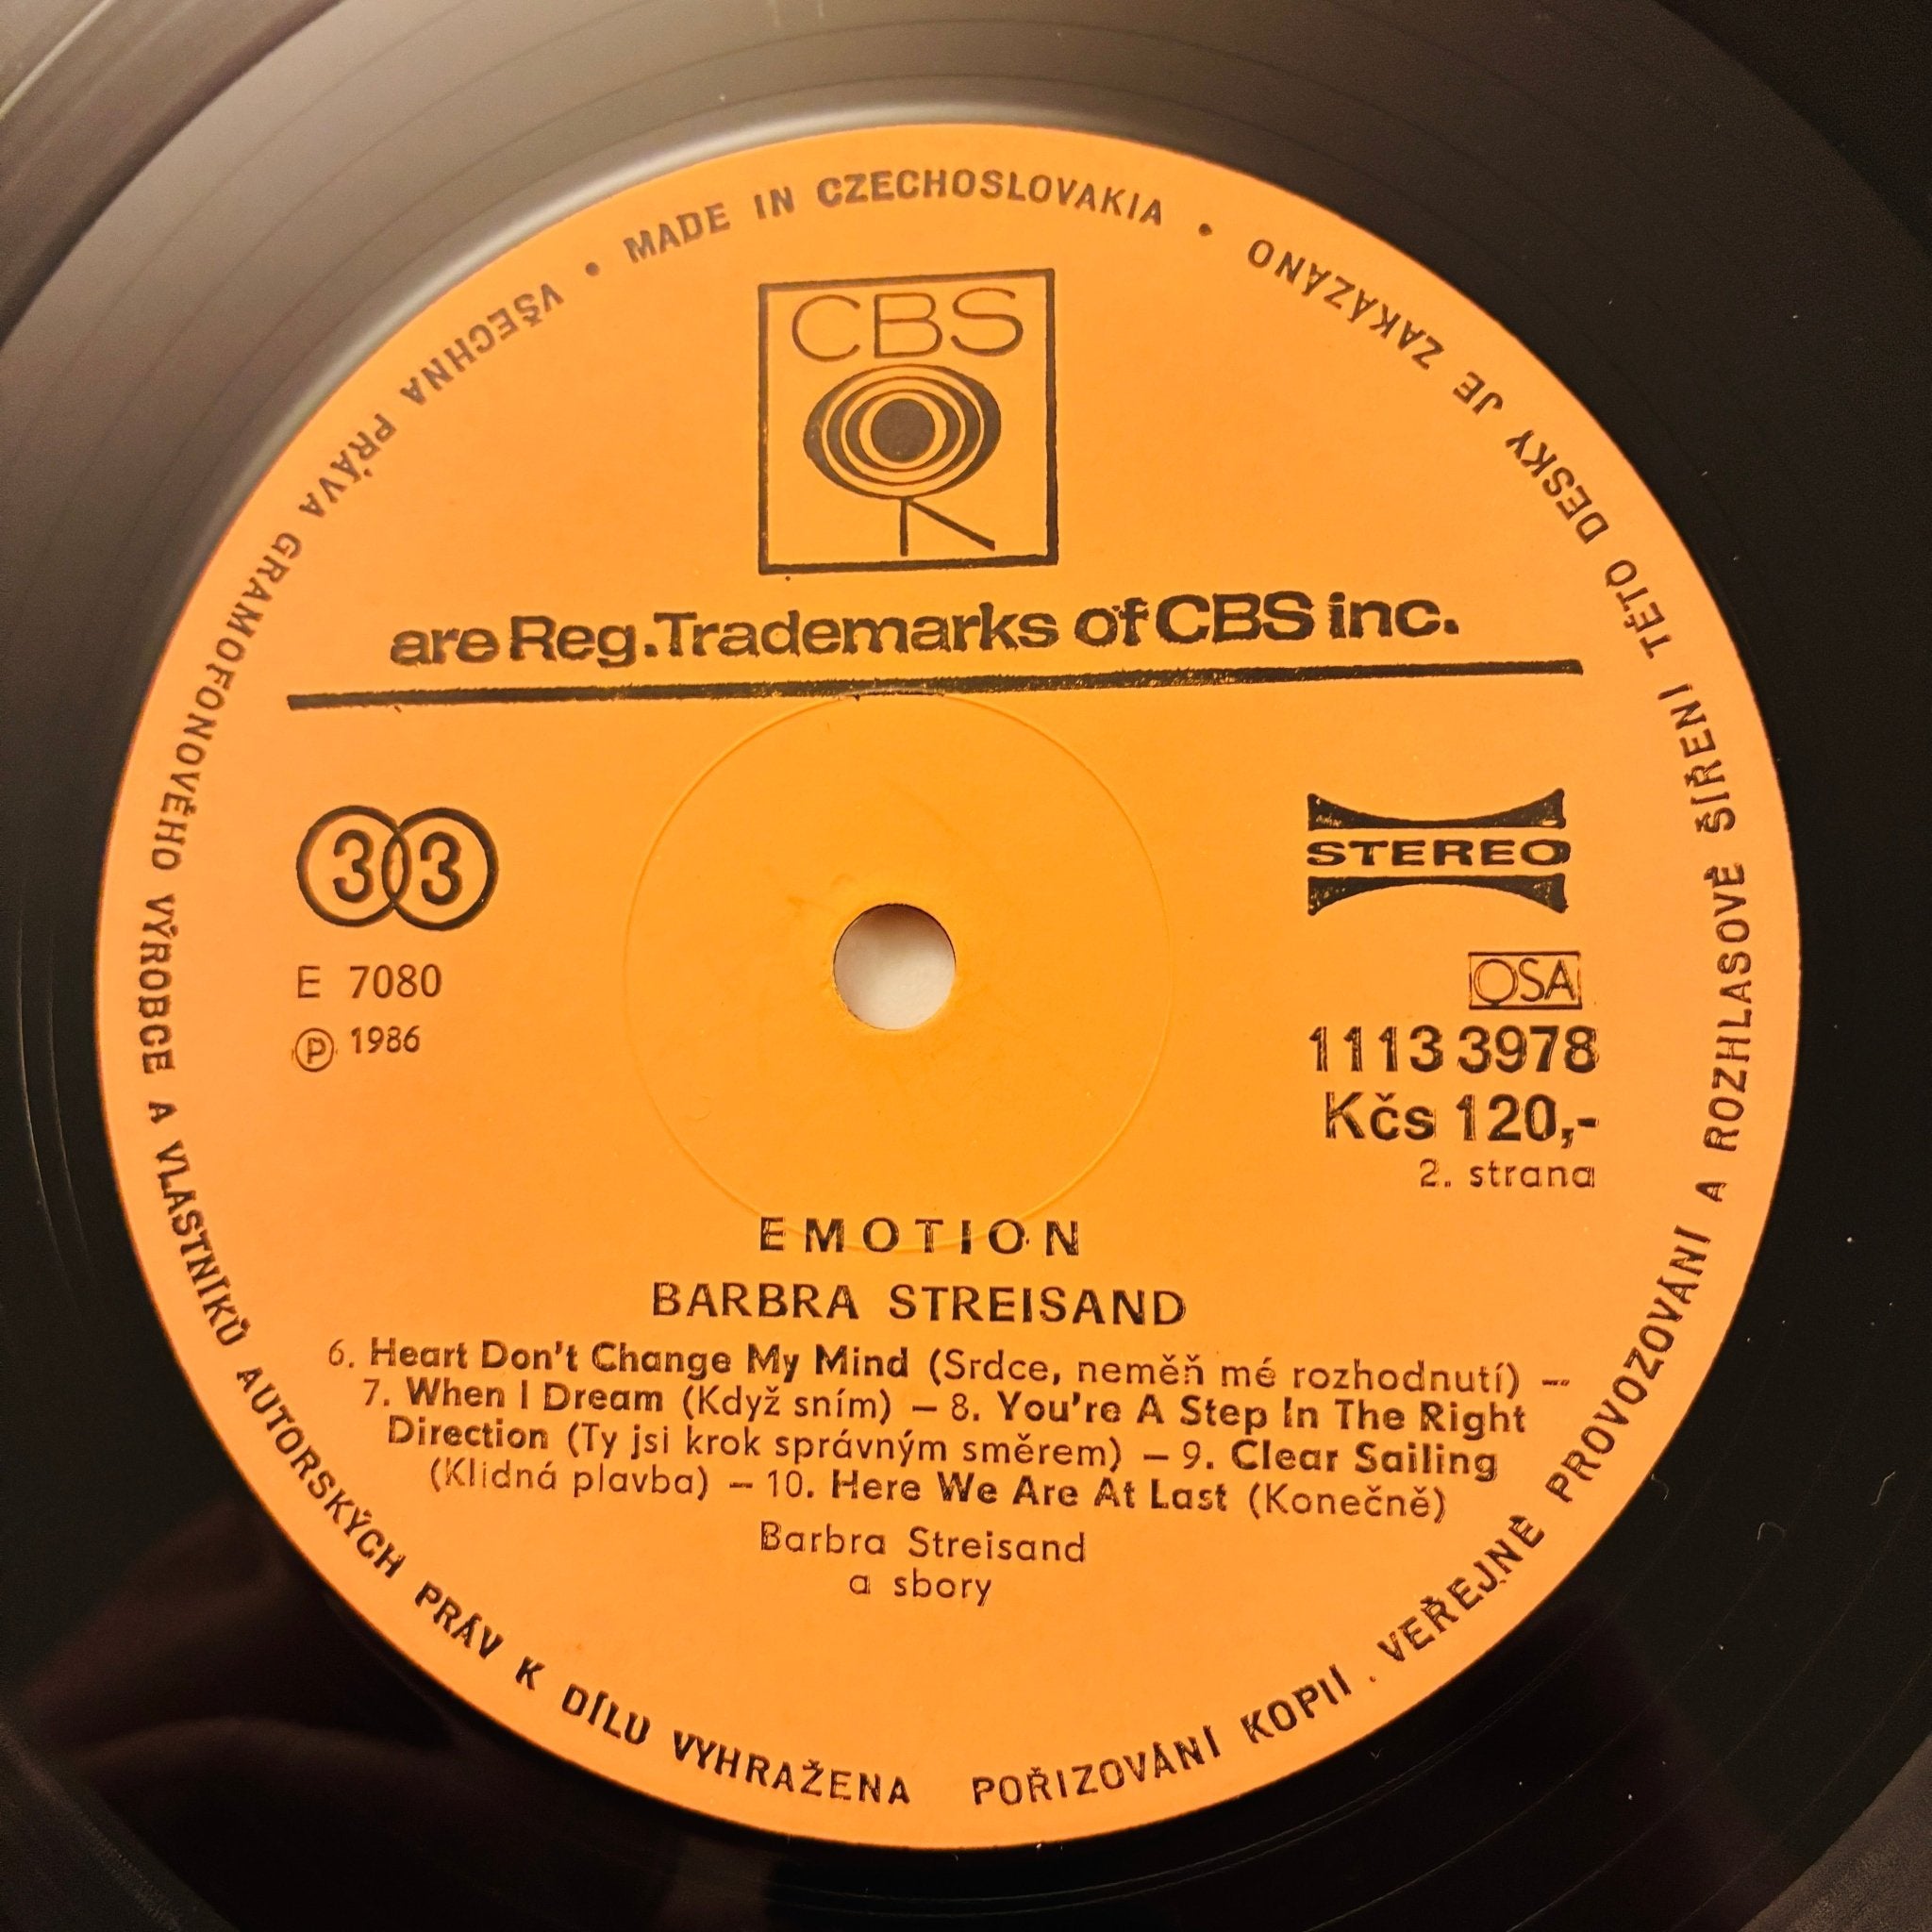 VŠECHNA PRÁVA GRAMOFONOVÉHO VÝROBCE A VLASTNÍKŮ AUTORSKÝCH PRÁV K DÍLU VYHRAŽENA
• MADE IN CZECHOSLOVAKIA •
POŘIZOVÁNÍ KOPIÍ . VEŘEJNÉ PROVOZOVÁNÍ A ROZHLASOVÉ ŠÍŘENÍ TÉTO DESKY JE ZAKÁZÁNO
CBS
are Reg.Trademarks of CBS inc.
33
STEREO
E 7080
OSA
Ⓟ 1986
1113 3978
Kčs 120,-
2. strana
EMOTION
BARBRA STREISAND
6. Heart Don't Change My Mind (Srdce, neměň mé rozhodnutí) –
7. When I Dream (Když sním) – 8. You're A Step In The Right
Direction (Ty jsi krok správným směrem) – 9. Clear Sailing
(Klidná plavba) – 10. Here We Are At Last (Konečně)
Barbra Streisand
a sbory